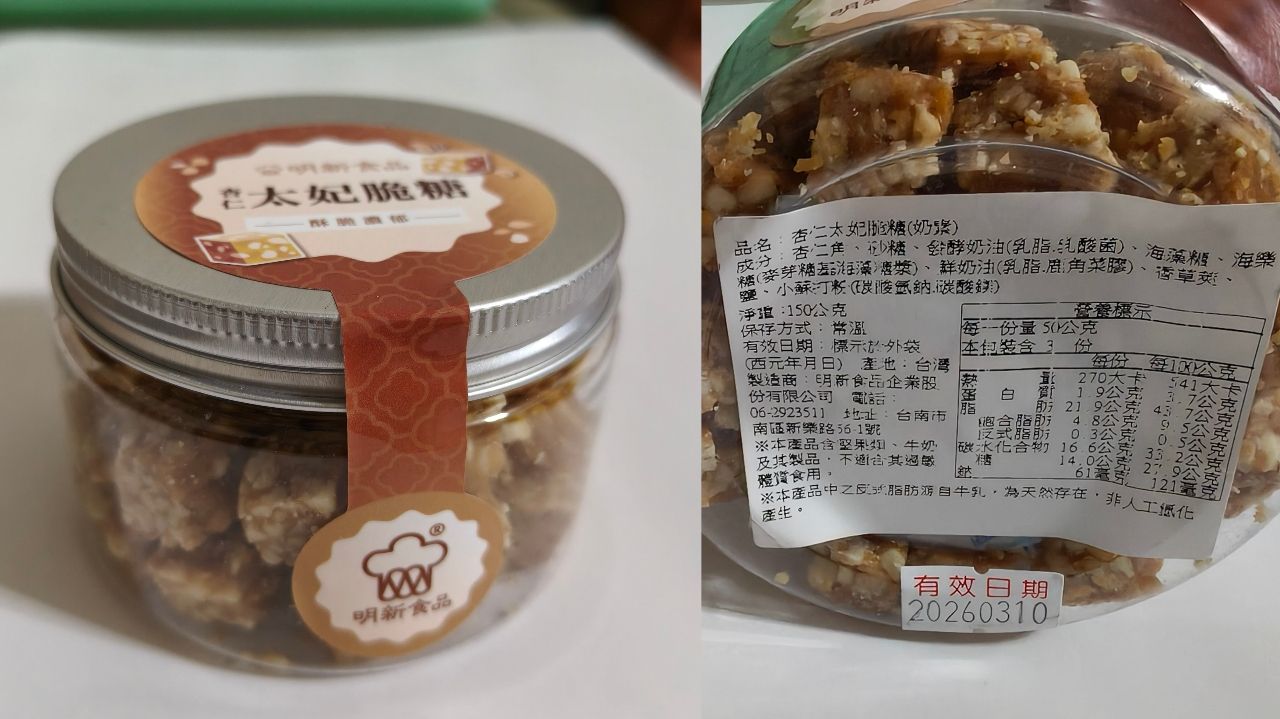 明新食品
杏仁 太妃脆糖
酥脆濃郁
®
明新食品
品名：杏仁太妃脆糖(奶漿)
成分：杏仁角、砂糖、發酵奶油(乳脂.乳酸菌)、海藻糖、海樂
糖(麥芽糖基海藻糖漿)、鮮奶油(乳脂.鹿角菜膠)、香草莢、
鹽、小蘇打粉(碳酸氫鈉.碳酸鎂)
淨重:150公克
保存方式：常溫
有效日期：標示於外袋
(西元年月日) 產地：台灣
製造商：明新食品企業股
份有限公司 電話：
06-2923511 地址：台南市
南區新樂路56-1號
※本產品含堅果類、牛奶
及其製品，不適合其過敏
體質食用。
※本產品中之反式脂肪源自牛乳，為天然存在，非人工氫化
產生。
營養標示
每一份量 50公克
本包裝含 3 份
每份 每100公克
熱量 270大卡 541大卡
蛋白質 1.9公克 3.7公克
脂肪 21.9公克 43.7公克
飽和脂肪 4.8公克 9.5公克
反式脂肪 0.3公克 0.5公克
碳水化合物 16.6公克 33.2公克
糖 14.0公克 27.9公克
鈉 61毫克 121毫克
有效日期
20260310